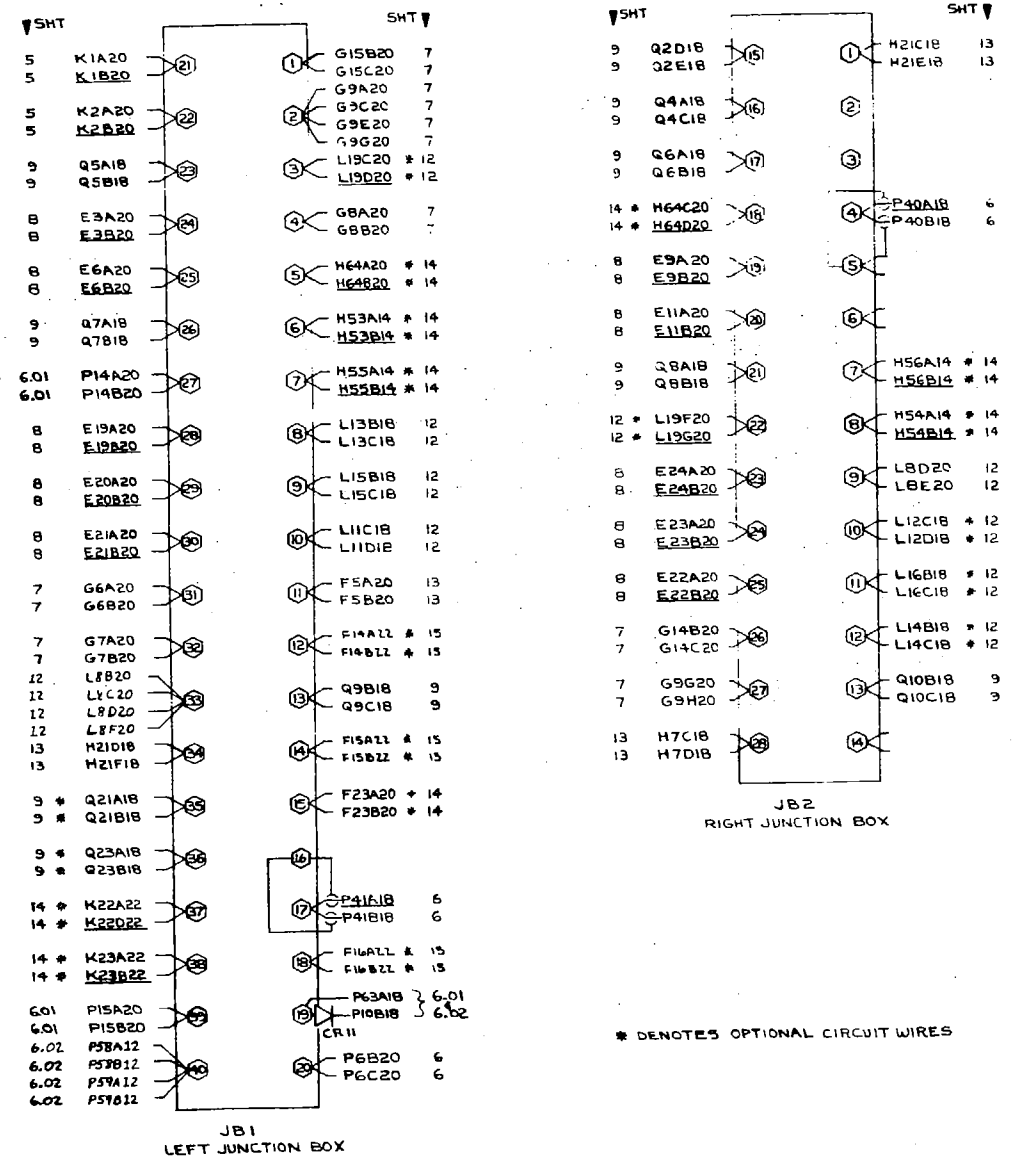 SHT
SHT
5 K1A20
5 K1B20
21
1
G15B20 7
G15C20 7
5 K2A20
5 K2B20
22
2
G9A20 7
G9C20 7
G9E20 7
G9G20 7
9 Q5A18
9 Q5B18
23
3
L19C20 * 12
L19D20 * 12
8 E3A20
8 E3B20
24
4
G8A20 7
G8B20 7
8 E6A20
8 E6B20
25
5
H64A20 * 14
H64B20 * 14
9 Q7A18
9 Q7B18
26
6
H53A14 * 14
H53B14 * 14
6.01 P14A20
6.01 P14B20
27
7
H55A14 * 14
H55B14 * 14
8 E19A20
8 E19B20
28
8
L13B18 12
L13C18 12
8 E20A20
8 E20B20
29
9
L15B18 12
L15C18 12
8 E21A20
8 E21B20
30
10
L11C18 12
L11D18 12
7 G6A20
7 G6B20
31
11
F5A20 13
F5B20 13
7 G7A20
7 G7B20
32
12
F14A22 * 15
F14B22 * 15
12 L8B20
12 L8C20
12 L8D20
12 L8F20
33
13
Q9B18 9
Q9C18 9
13 H21D18
13 H21F18
34
14
F15A22 * 15
F15B22 * 15
9 * Q21A18
9 * Q21B18
35
15
F23A20 * 14
F23B20 * 14
9 * Q23A18
9 * Q23B18
36
16
14 * K22A22
14 * K22D22
37
17
P41A18 6
P41B18 6
14 * K23A22
14 * K23B22
38
18
F16A22 * 15
F16B22 * 15
6.01 P15A20
6.01 P15B20
39
19
P63A18 6.01
P10B18 6.02
CR11
6.02 P58A12
6.02 P58B12
6.02 P59A12
6.02 P59B12
40
20
P6B20 6
P6C20 6
JB1
LEFT JUNCTION BOX
SHT
SHT
9 Q2D18
9 Q2E18
15
1
H21C18 13
H21E18 13
9 Q4A18
9 Q4C18
16
2
9 Q6A18
9 Q6B18
17
3
14 * H64C20
14 * H64D20
18
4
P40A18 6
P40B18 6
8 E9A20
8 E9B20
19
5
8 E11A20
8 E11B20
20
6
9 Q8A18
9 Q8B18
21
7
H56A14 * 14
H56B14 * 14
12 * L19F20
12 * L19G20
22
8
H54A14 * 14
H54B14 * 14
8 E24A20
8 E24B20
23
9
L8D20 12
L8E20 12
8 E23A20
8 E23B20
24
10
L12C18 * 12
L12D18 * 12
8 E22A20
8 E22B20
25
11
L16B18 * 12
L16C18 * 12
7 G14B20
7 G14C20
26
12
L14B18 * 12
L14C18 * 12
7 G9G20
7 G9H20
27
13
Q10B18 9
Q10C18 9
13 H7C18
13 H7D18
28
14
JB2
RIGHT JUNCTION BOX
* DENOTES OPTIONAL CIRCUIT WIRES